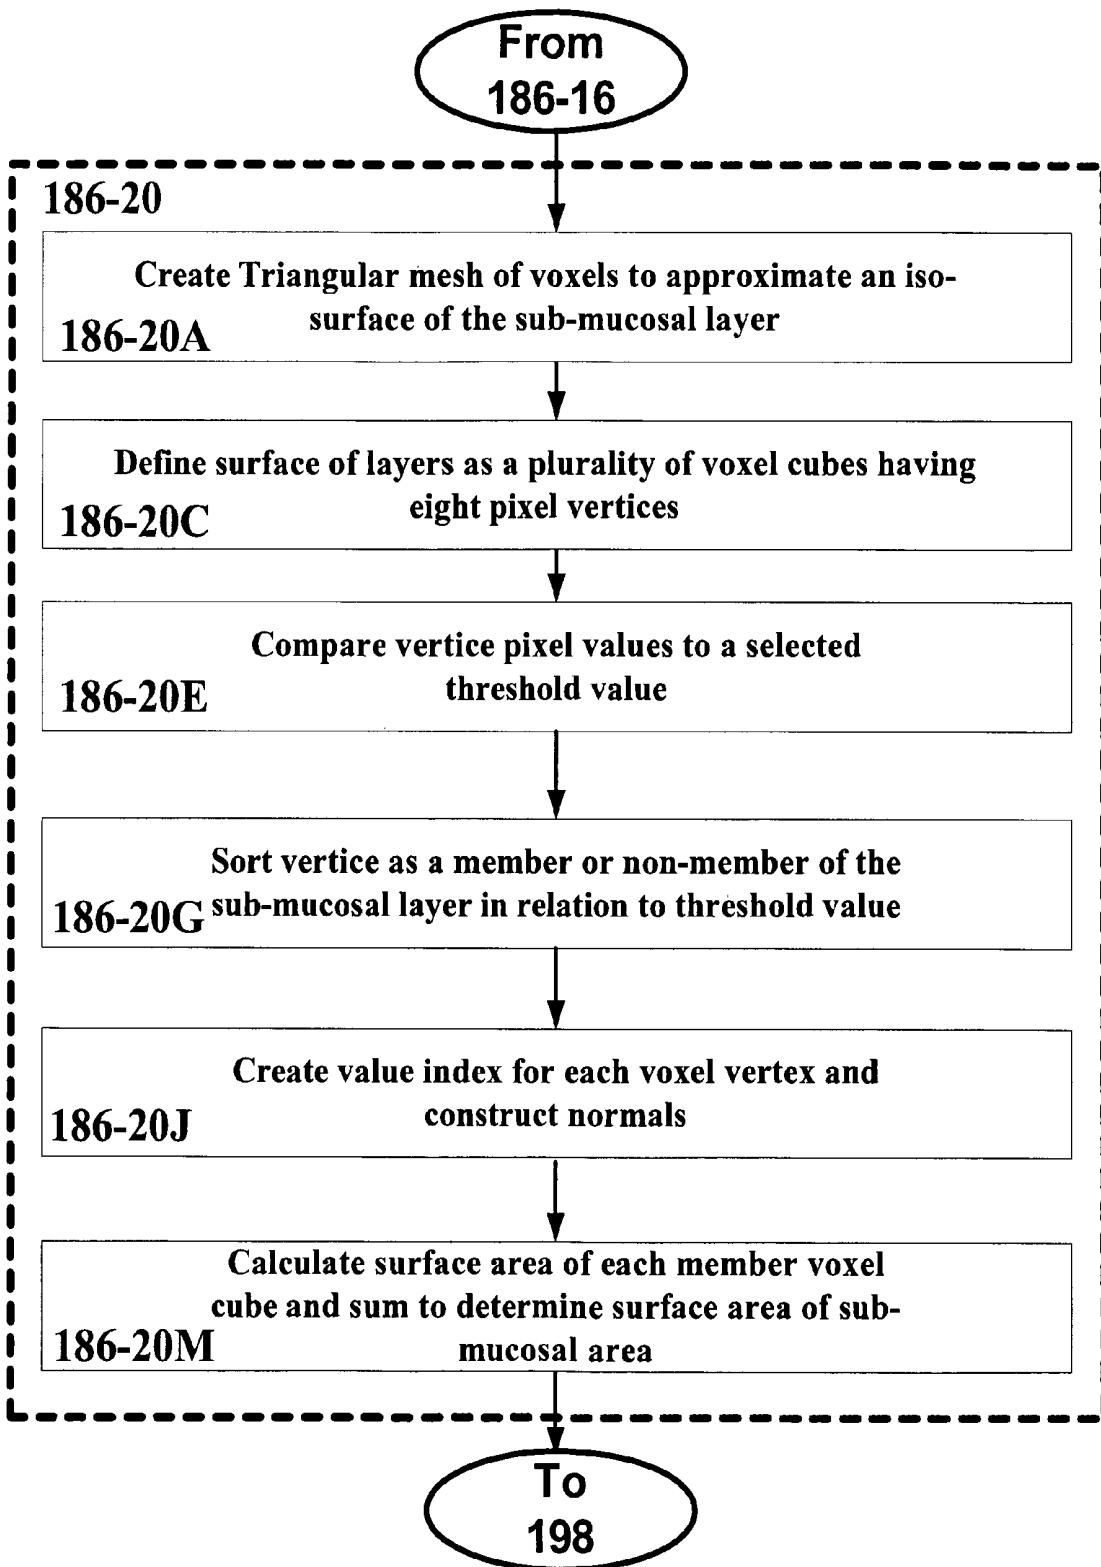 From
186-16
186-20
Create Triangular mesh of voxels to approximate an iso-
surface of the sub-mucosal layer
186-20A
Define surface of layers as a plurality of voxel cubes having
eight pixel vertices
186-20C
Compare vertice pixel values to a selected
threshold value
186-20E
Sort vertice as a member or non-member of the
sub-mucosal layer in relation to threshold value
186-20G
Create value index for each voxel vertex and
construct normals
186-20J
Calculate surface area of each member voxel
cube and sum to determine surface area of sub-
mucosal area
186-20M
To
198